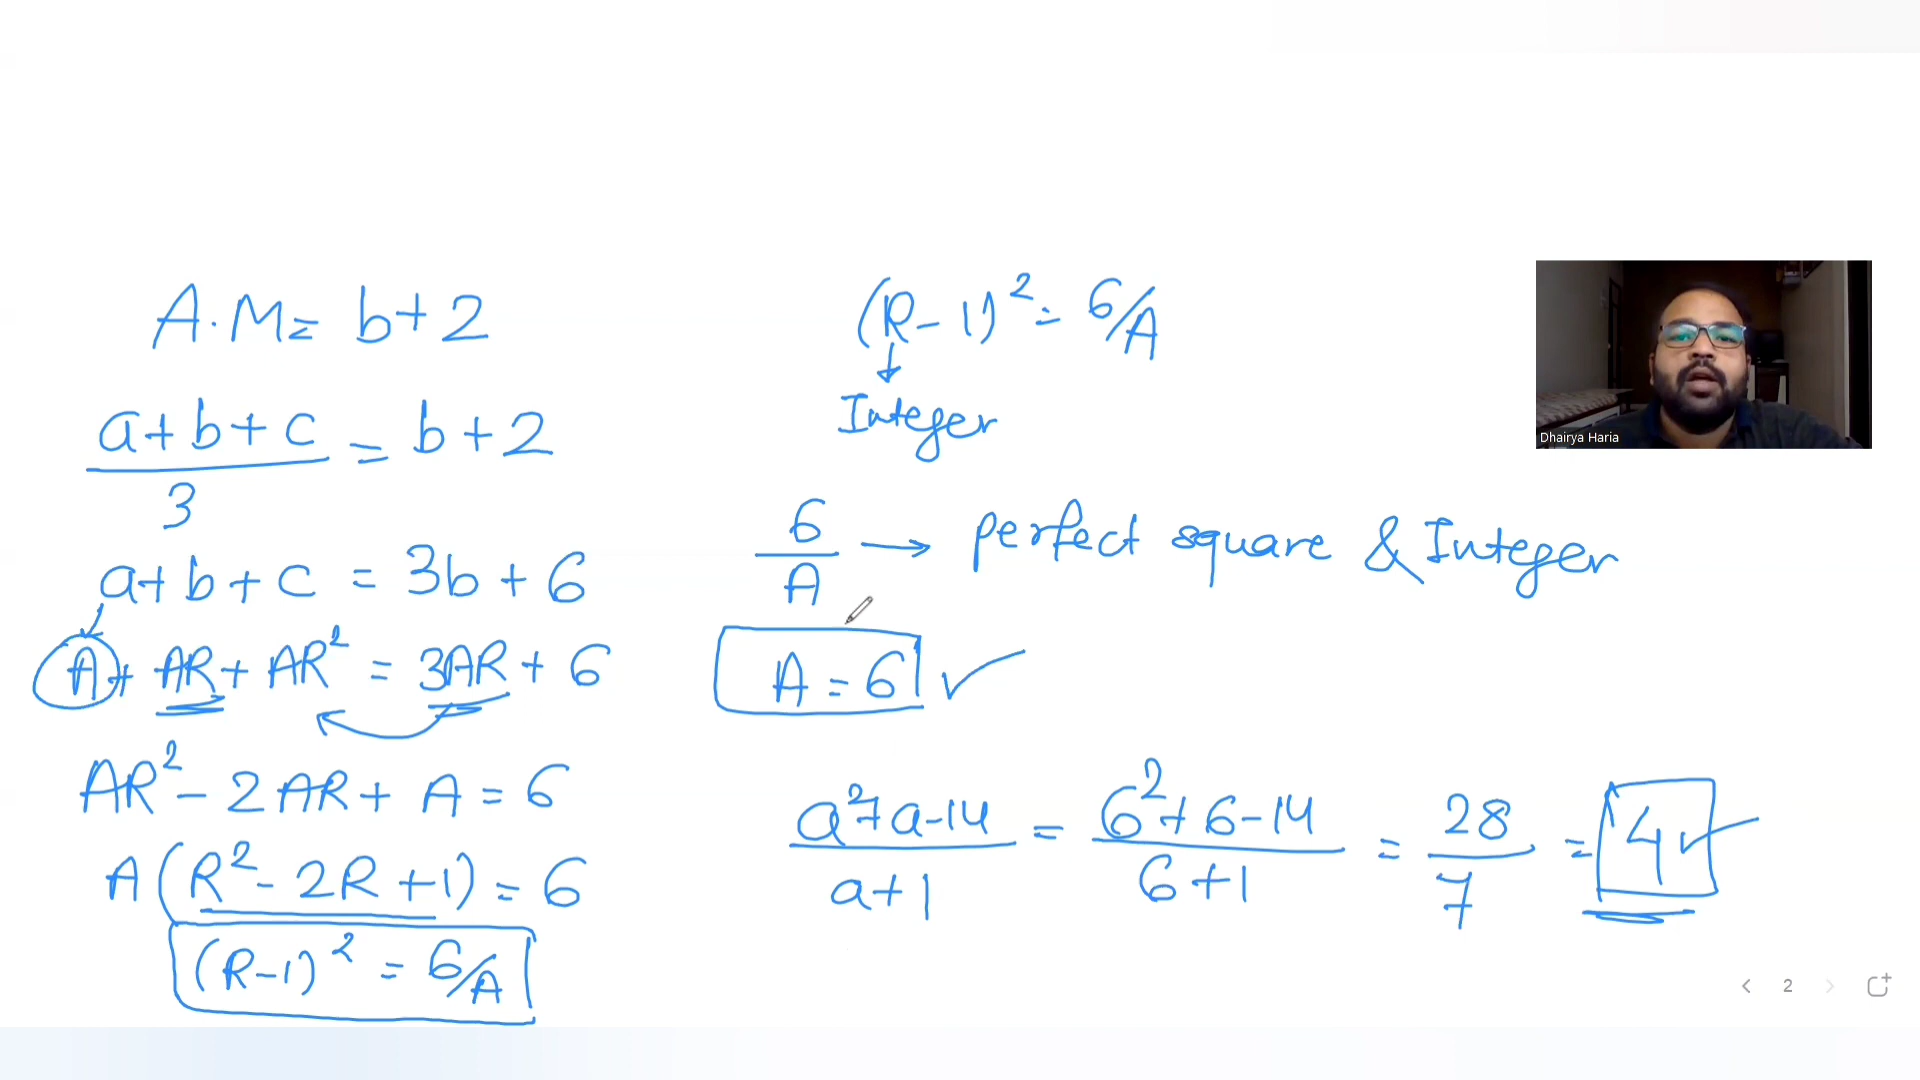 A.M = b+2
a+b+c / 3 = b+2
a+b+c = 3b+6
A+AR+AR² = 3AR+6
AR²-2AR+A = 6
A(R²-2R+1) = 6
(R-1)² = 6/A
(R-1)² = 6/A
↓
Integer
6/A → perfect square & Integer
A = 6 ✓
a²+a-14 / a+1 = 6²+6-14 / 6+1 = 28/7 = 4 ✓
Dhairya Haria
2